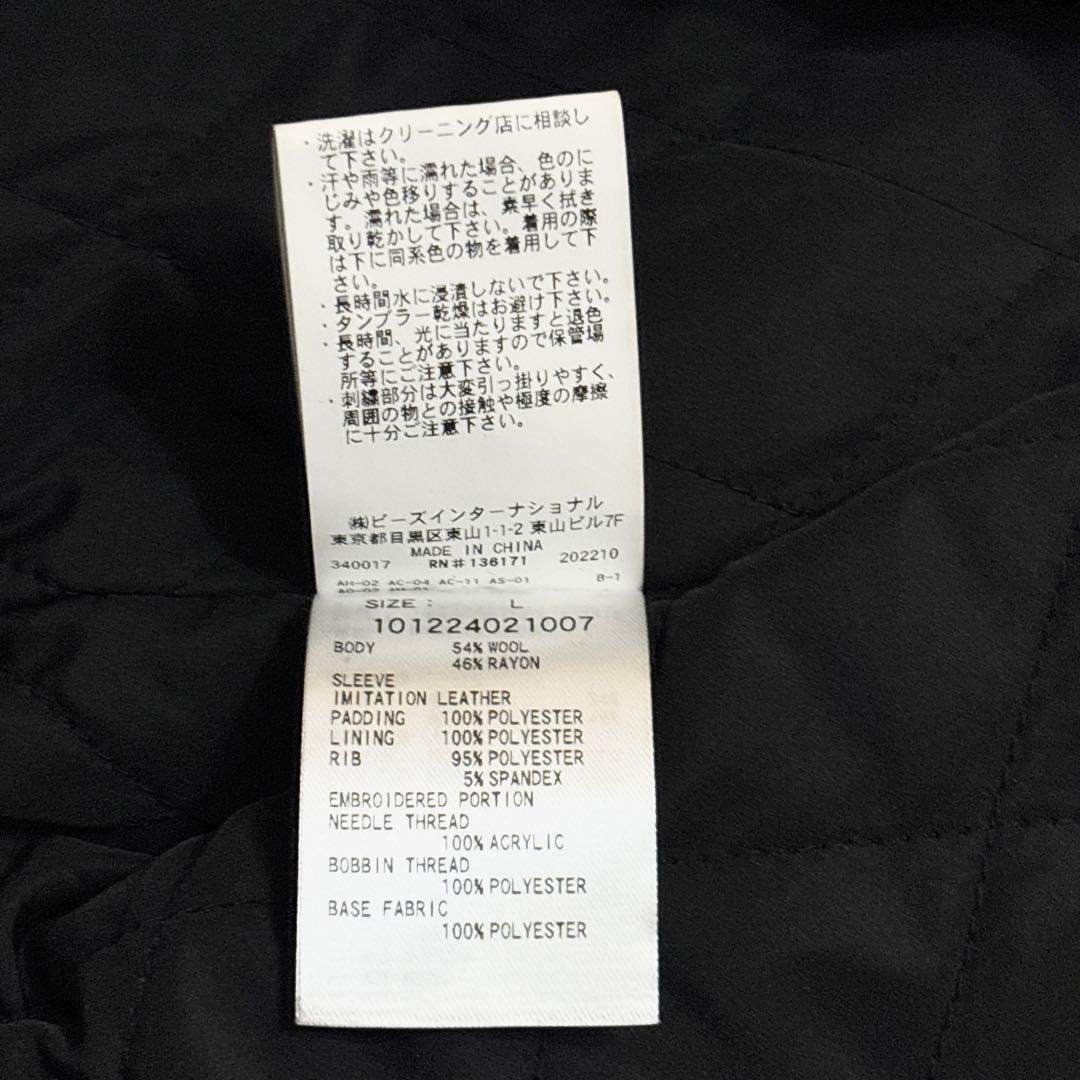 ・洗濯はクリーニング店に相談し
て下さい。
・汗や雨等に濡れた場合、色のに
じみや色移りすることがありま
す。濡れた場合は、素早く拭き
取り乾かして下さい。着用の際
は下に同系色の物を着用して下
さい。
・長時間水に浸漬しないで下さい。
・タンブラー乾燥はお避け下さい。
・長時間、光に当たりますと退色
することがありますので保管場
所等にご注意下さい。
・刺繍部分は大変引っ掛りやすく、
周囲の物との接触や極度の摩擦
に十分ご注意下さい。
㈱ビーズインターナショナル
東京都目黒区東山1-1-2 東山ビル7F
MADE IN CHINA
340017 RN#136171 202210
AH-02 AC-04 AC-11 AS-01 8-1
SIZE : L
101224021007
BODY 54% WOOL
46% RAYON
SLEEVE
IMITATION LEATHER
PADDING 100% POLYESTER
LINING 100% POLYESTER
RIB 95% POLYESTER
5% SPANDEX
EMBROIDERED PORTION
NEEDLE THREAD
100% ACRYLIC
BOBBIN THREAD
100% POLYESTER
BASE FABRIC
100% POLYESTER